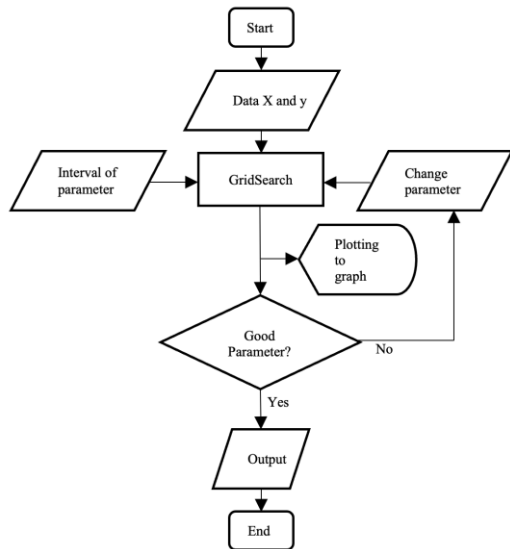 Start
Data X and y
Interval of
parameter
GridSearch
Change
parameter
Plotting
to
graph
Good
Parameter?
No
Yes
Output
End